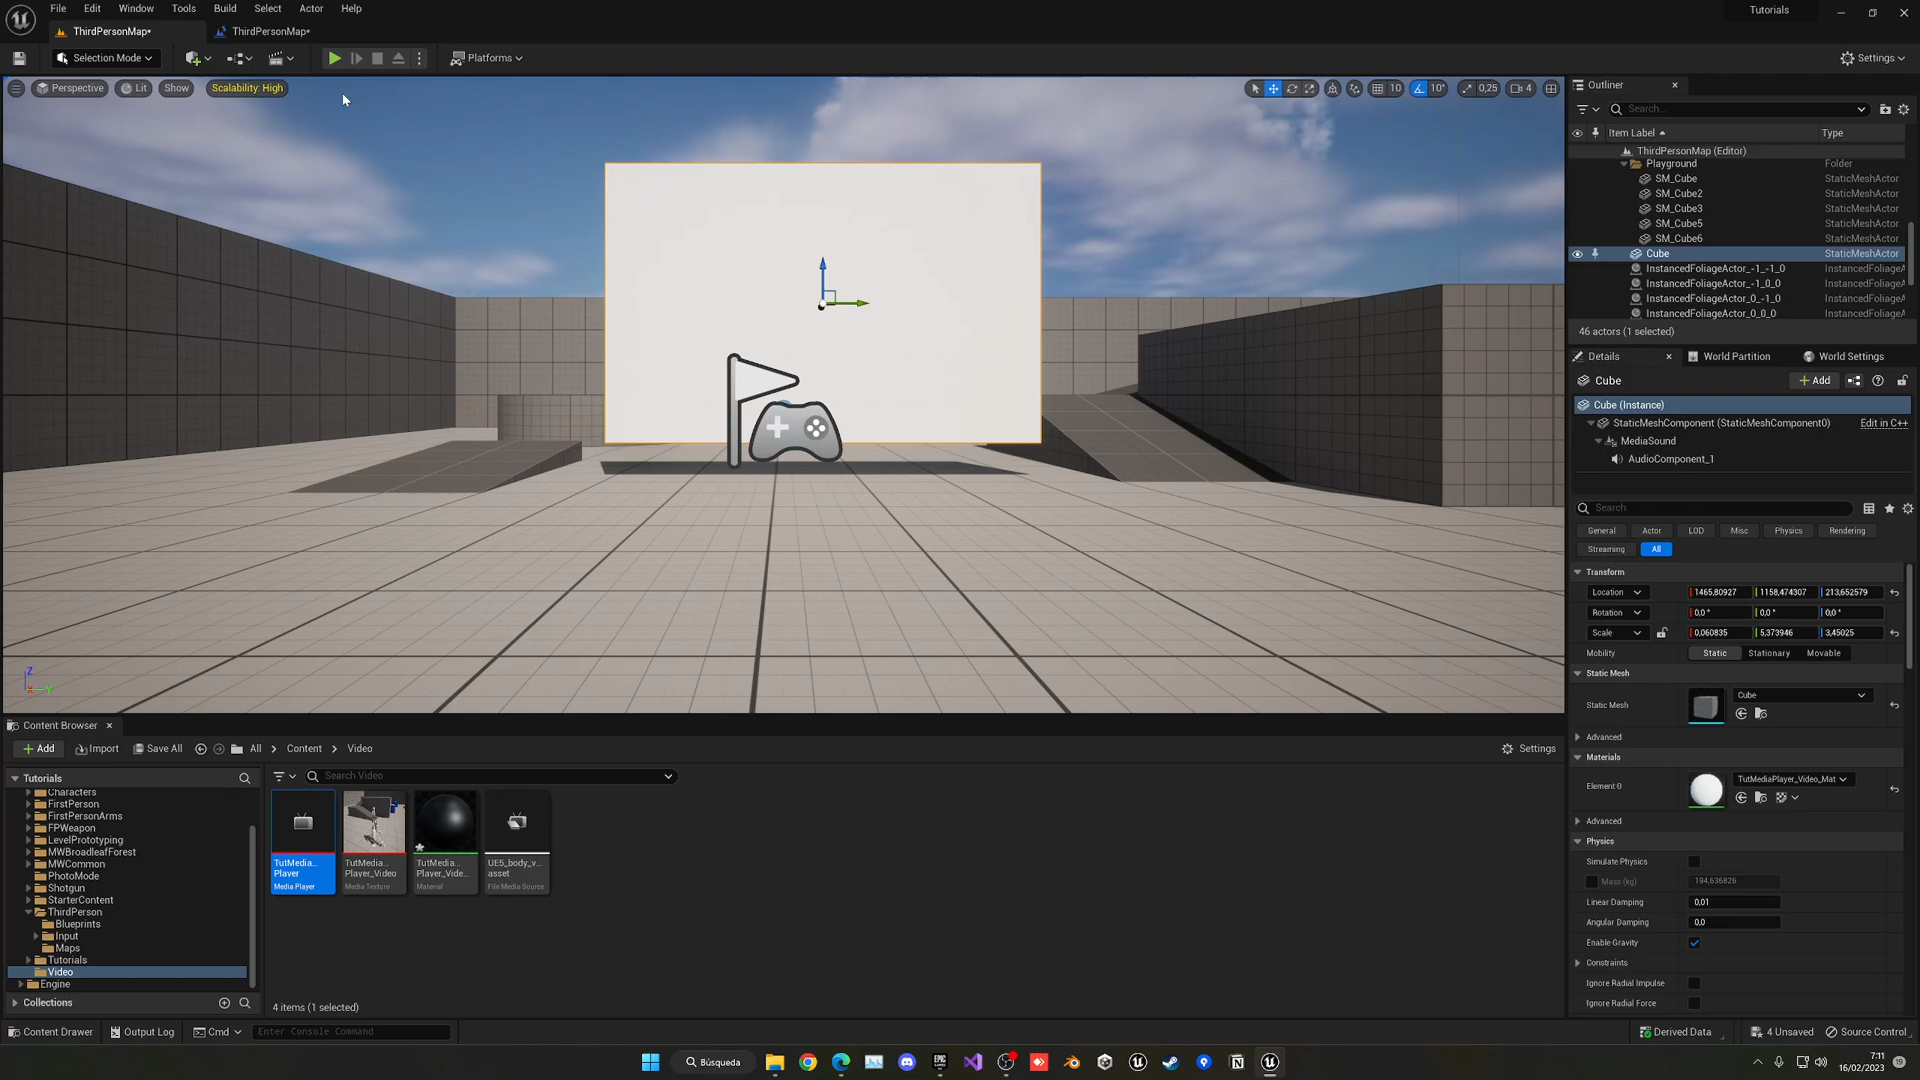 File Edit Window Tools Build Select Actor Help
Tutorials
ThirdPersonMap*
ThirdPersonMap*
Selection Mode
Platforms
Settings
Perspective
Lit
Show
Scalability: High
10
10°
0,25
4
Outliner
Search...
Item Label
Type
ThirdPersonMap (Editor)
Playground Folder
SM_Cube StaticMeshActor
SM_Cube2 StaticMeshActor
SM_Cube3 StaticMeshActor
SM_Cube5 StaticMeshActor
SM_Cube6 StaticMeshActor
Cube StaticMeshActor
InstancedFoliageActor_-1_-1_0 InstancedFoliageA
InstancedFoliageActor_-1_0_0 InstancedFoliageA
InstancedFoliageActor_0_-1_0 InstancedFoliageA
InstancedFoliageActor_0_0_0 InstancedFoliageA
46 actors (1 selected)
Details
World Partition
World Settings
Cube
Add
Cube (Instance)
StaticMeshComponent (StaticMeshComponent0) Edit in C++
MediaSound
AudioComponent_1
Search
General Actor LOD Misc Physics Rendering
Streaming All
Transform
Location 1465,80927 1158,474307 213,652579
Rotation 0,0 ° 0,0 ° 0,0 °
Scale 0,060835 5,373946 3,45025
Mobility Static Stationary Movable
Static Mesh
Static Mesh Cube
Advanced
Materials
Element 0 TutMediaPlayer_Video_Mat
Advanced
Physics
Simulate Physics
Mass (kg) 194,636826
Linear Damping 0,01
Angular Damping 0,0
Enable Gravity
Constraints
Ignore Radial Impulse
Ignore Radial Force
Z
X Y
Content Browser
Add Import Save All All Content Video Settings
Tutorials
Search Video
Characters
FirstPerson
FirstPersonArms
FPWeapon
LevelPrototyping
MWBroadleafForest
MWCommon
PhotoMode
Shotgun
StarterContent
ThirdPerson
Blueprints
Input
Maps
Tutorials
Video
Engine
Collections
TutMedia...
Player
Media Player
TutMedia...
Player_Video
Media Texture
TutMedia...
Player_Vide...
Material
UE5_body_v...
asset
File Media Source
4 items (1 selected)
Content Drawer Output Log Cmd Enter Console Command
Derived Data 4 Unsaved Source Control
Búsqueda
EPIC
7:11
16/02/2023
19